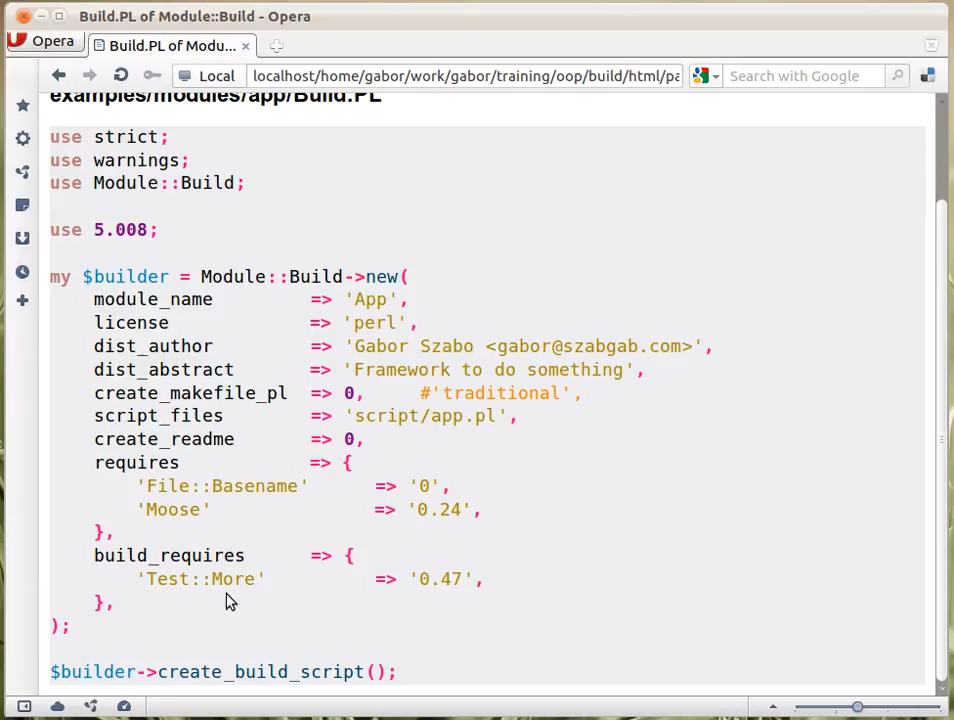 Build.PL of Module::Build - Opera
Opera
Build.PL of Modu...
Local
localhost/home/gabor/work/gabor/training/oop/build/html/pa
Search with Google
examples/modules/app/Build.PL
use strict;
use warnings;
use Module::Build;
use 5.008;
my $builder = Module::Build->new(
module_name => 'App',
license => 'perl',
dist_author => 'Gabor Szabo <gabor@szabgab.com>',
dist_abstract => 'Framework to do something',
create_makefile_pl => 0, #'traditional',
script_files => 'script/app.pl',
create_readme => 0,
requires => {
'File::Basename' => '0',
'Moose' => '0.24',
},
build_requires => {
'Test::More' => '0.47',
},
);
$builder->create_build_script();